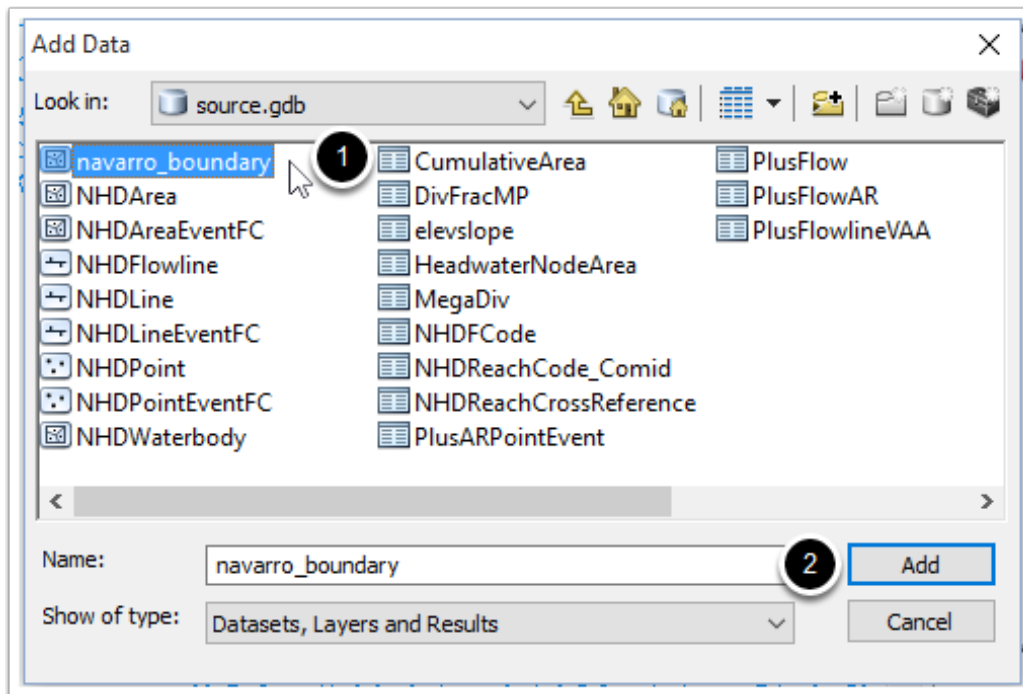 Add Data
Look in: source.gdb
navarro_boundary 1 CumulativeArea PlusFlow
NHDArea DivFracMP PlusFlowAR
NHDAreaEventFC elevslope PlusFlowlineVAA
NHDFlowline HeadwaterNodeArea
NHDLine MegaDiv
NHDLineEventFC NHDFCode
NHDPoint NHDReachCode_Comid
NHDPointEventFC NHDReachCrossReference
NHDWaterbody PlusARPointEvent
Name: navarro_boundary 2 Add
Show of type: Datasets, Layers and Results Cancel